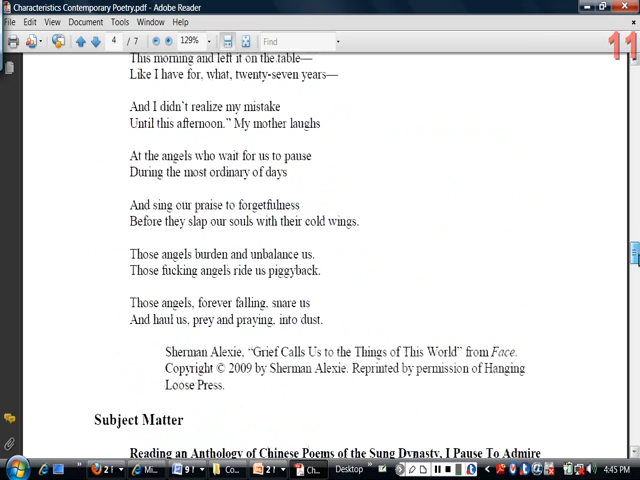 Characteristics Contemporary Poetry.pdf - Adobe Reader
File Edit View Document Tools Window Help
11
4 / 7 129% Find
This morning and left it on the table—
Like I have for, what, twenty-seven years—
And I didn't realize my mistake
Until this afternoon.” My mother laughs
At the angels who wait for us to pause
During the most ordinary of days
And sing our praise to forgetfulness
Before they slap our souls with their cold wings.
Those angels burden and unbalance us.
Those fucking angels ride us piggyback.
Those angels, forever falling, snare us
And haul us, prey and praying, into dust.
Sherman Alexie, “Grief Calls Us to the Things of This World” from Face.
Copyright © 2009 by Sherman Alexie. Reprinted by permission of Hanging
Loose Press.
Subject Matter
Reading an Anthology of Chinese Poems of the Sung Dynasty, I Pause To Admire
2 Mi... 9 Co... 2 Ch... Desktop 4:45 PM